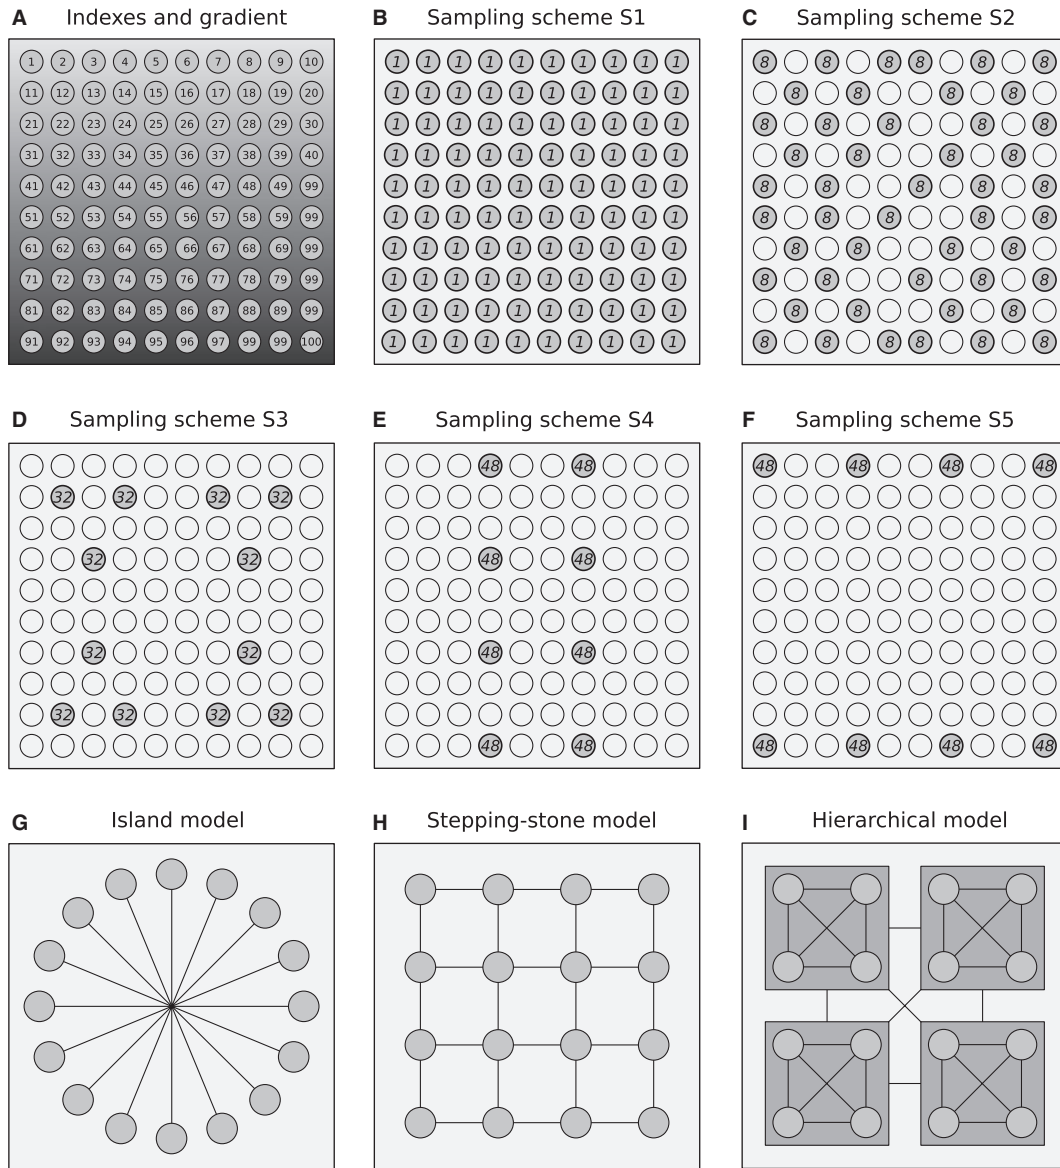 A Indexes and gradient
1 2 3 4 5 6 7 8 9 10
11 12 13 14 15 16 17 18 19 20
21 22 23 24 25 26 27 28 29 30
31 32 33 34 35 36 37 38 39 40
41 42 43 44 45 46 47 48 49 99
51 52 53 54 55 56 57 58 59 99
61 62 63 64 65 66 67 68 69 99
71 72 73 74 75 76 77 78 79 99
81 82 83 84 85 86 87 88 89 99
91 92 93 94 95 96 97 99 99 100
B Sampling scheme S1
1 1 1 1 1 1 1 1 1 1
1 1 1 1 1 1 1 1 1 1
1 1 1 1 1 1 1 1 1 1
1 1 1 1 1 1 1 1 1 1
1 1 1 1 1 1 1 1 1 1
1 1 1 1 1 1 1 1 1 1
1 1 1 1 1 1 1 1 1 1
1 1 1 1 1 1 1 1 1 1
1 1 1 1 1 1 1 1 1 1
1 1 1 1 1 1 1 1 1 1
C Sampling scheme S2
8 8 8 8 8 8
8 8 8 8
8 8 8 8 8
8 8 8 8
8 8 8 8 8
8 8 8 8 8
8 8 8 8
8 8 8 8 8
8 8 8 8
8 8 8 8 8 8
D Sampling scheme S3
32 32 32 32
32 32
32 32
32 32 32 32
E Sampling scheme S4
48 48
48 48
48 48
48 48
F Sampling scheme S5
48 48 48 48
48 48 48 48
G Island model
H Stepping-stone model
I Hierarchical model